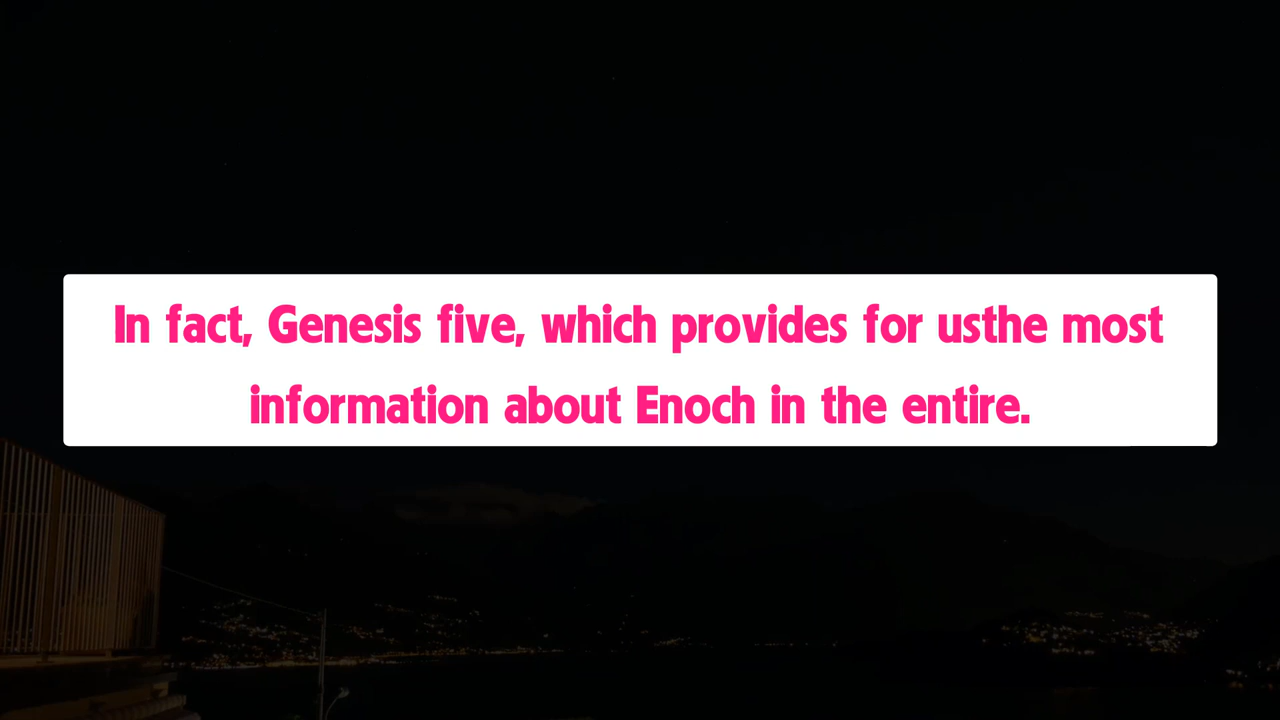 In fact, Genesis five, which provides for usthe most
information about Enoch in the entire.